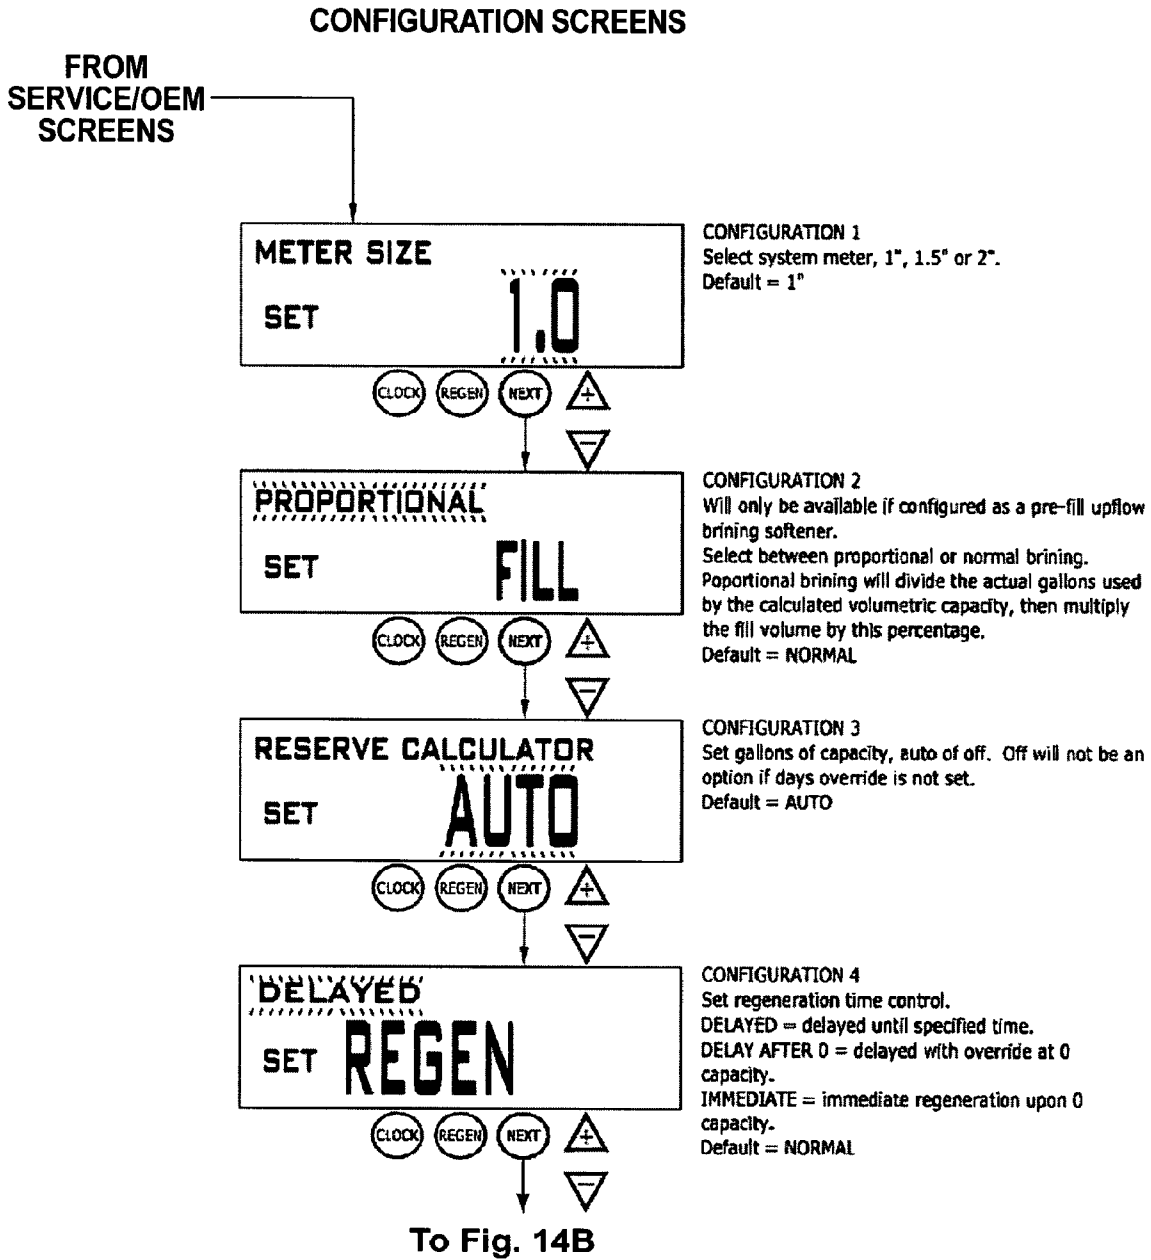 CONFIGURATION SCREENS
FROM
SERVICE/OEM
SCREENS
METER SIZE
SET 1.0
CLOCK REGEN NEXT + −
CONFIGURATION 1
Select system meter, 1", 1.5" or 2".
Default = 1"
PROPORTIONAL
SET FILL
CLOCK REGEN NEXT + −
CONFIGURATION 2
Will only be available if configured as a pre-fill upflow
brining softener.
Select between proportional or normal brining.
Poportional brining will divide the actual gallons used
by the calculated volumetric capacity, then multiply
the fill volume by this percentage.
Default = NORMAL
RESERVE CALCULATOR
SET AUTO
CLOCK REGEN NEXT + −
CONFIGURATION 3
Set gallons of capacity, auto of off. Off will not be an
option if days override is not set.
Default = AUTO
DELAYED
SET REGEN
CLOCK REGEN NEXT + −
CONFIGURATION 4
Set regeneration time control.
DELAYED = delayed until specified time.
DELAY AFTER 0 = delayed with override at 0
capacity.
IMMEDIATE = immediate regeneration upon 0
capacity.
Default = NORMAL
To Fig. 14B